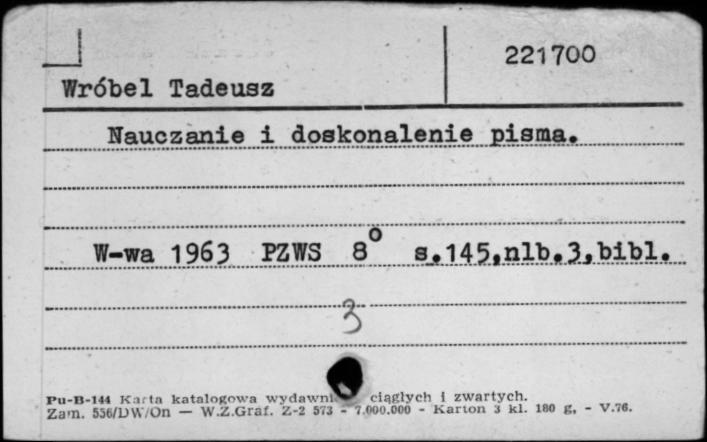 221700
Wróbel Tadeusz
Nauczanie i doskonalenie pisma.
W-wa 1963 PZWS 8° s.145,nlb.3,bibl.
3
Pu-B-144 Karta katalogowa wydawni ciągłych i zwartych.
Zam. 556/DW/On — W.Z.Graf. Z-2 573 - 7.000.000 - Karton 3 kl. 180 g, - V.76.